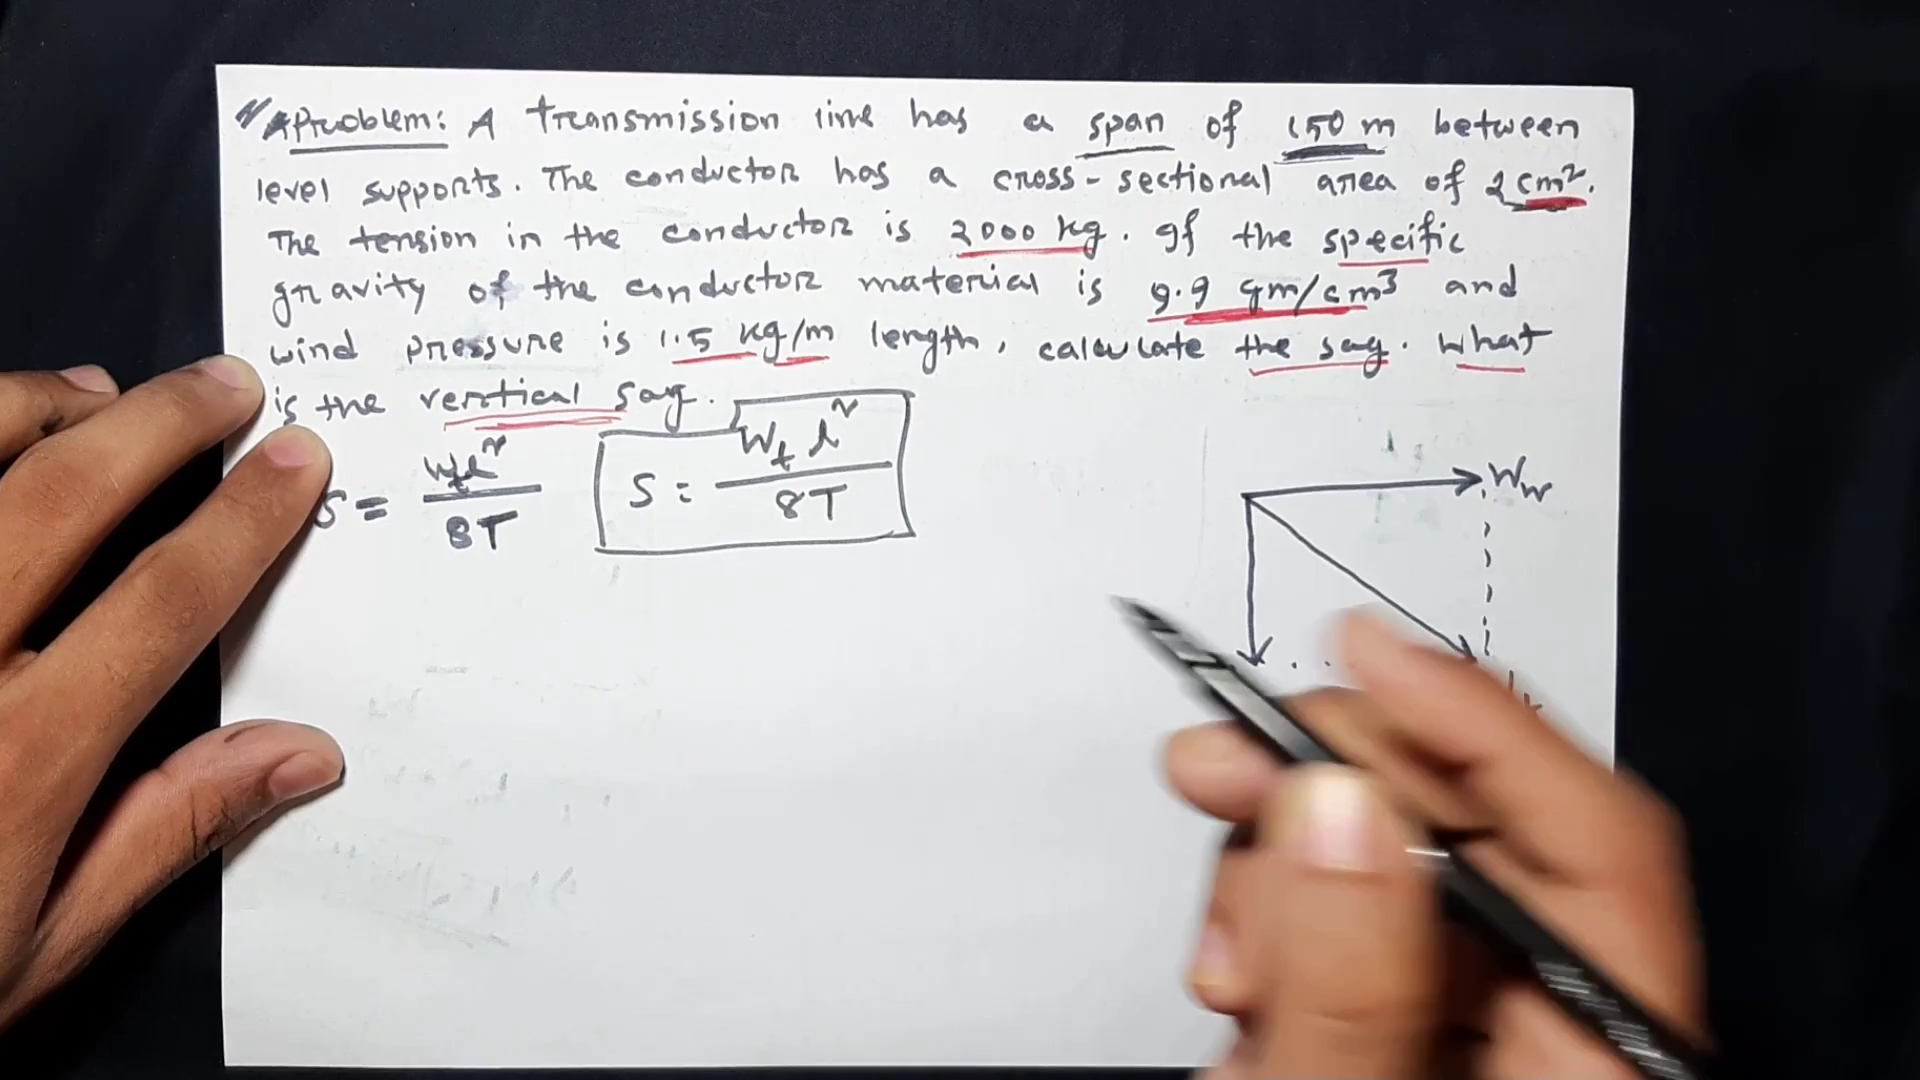 Problem: A transmission line has a span of 150 m between
level supports. The conductor has a cross-sectional area of 2 cm².
The tension in the conductor is 2000 kg. If the specific
gravity of the conductor material is 9.9 gm/cm³ and
wind pressure is 1.5 kg/m length, calculate the sag. What
is the vertical sag.
S = Wₜl² / 8T
S = Wₜ l² / 8T
W_w